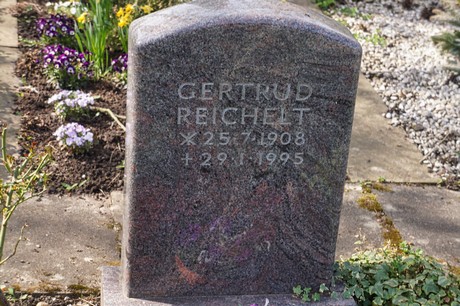 GERTRUD
REICHELT
* 25·7·1908
+ 29·1·1995